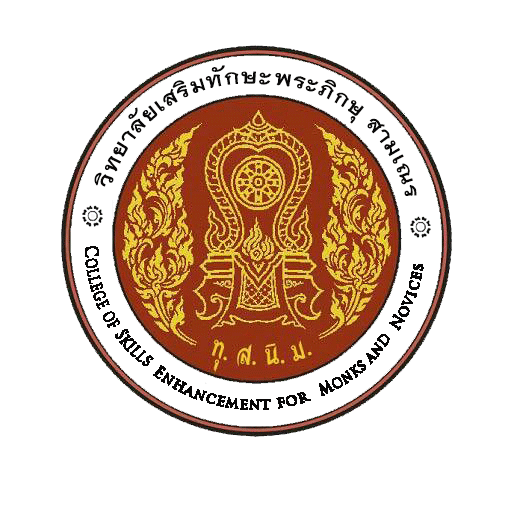 วิทยาลัยเสริมทักษะพระภิกษุ สามเณร
ทุ. ส. นิ. ม.
COLLEGE OF SKILLS ENHANCEMENT FOR MONKS AND NOVICES